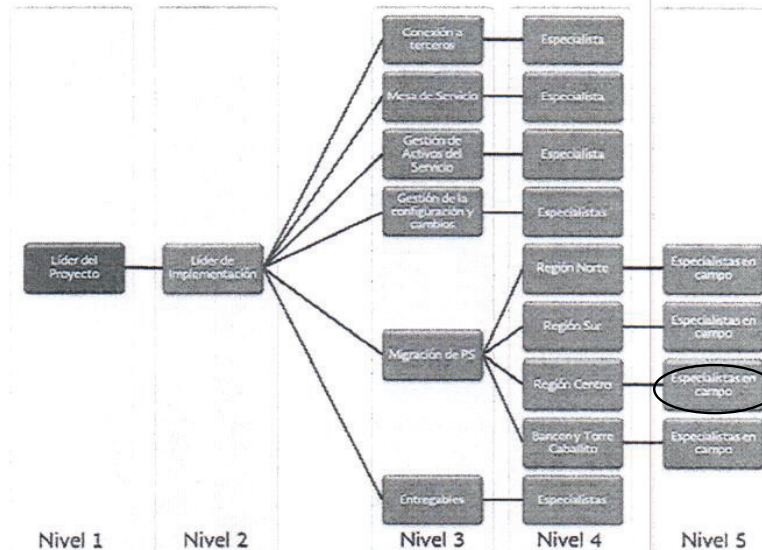 Conexión a
terceros
Especialista
Mesa de Servicio
Especialista
Gestión de
Activos del
Servicio
Especialista
Gestión de la
configuración y
cambios
Especialistas
Líder del
Proyecto
Líder de
Implementación
Migración de PS
Región Norte
Especialistas en
campo
Región Sur
Especialistas en
campo
Región Centro
Especialistas en
campo
y Torre
Caballito
Especialistas en
campo
Entregables
Especialistas
Nivel 1
Nivel 2
Nivel 3
Nivel 4
Nivel 5